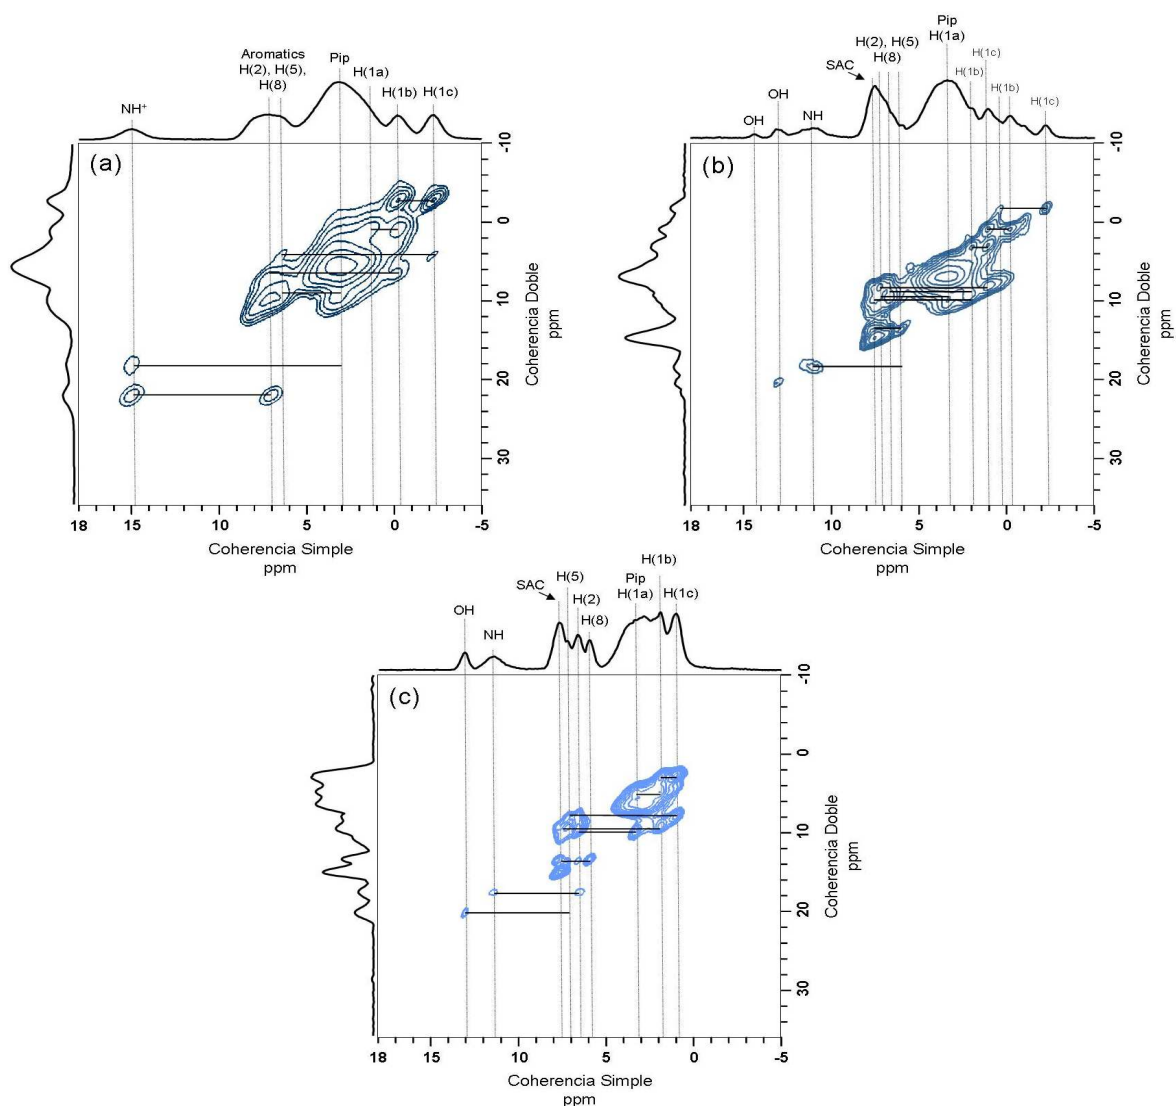 Aromatics
H(2), H(5),
H(8)
Pip
H(1a)
H(1b)
H(1c)
NH⁺
(a)
-10
0
10
20
30
Coherencia Doble
ppm
18
15
10
5
0
-5
Coherencia Simple
ppm
Pip
H(1a)
H(2), H(5)
H(8)
SAC
H(1c)
H(1b)
H(1b)
H(1c)
OH
OH
NH
(b)
-10
0
10
20
30
Coherencia Doble
ppm
18
15
10
5
0
-5
Coherencia Simple
ppm
H(1b)
H(5)
SAC
Pip
H(1a)
H(2)
H(1c)
H(8)
OH
NH
(c)
-10
0
10
20
30
Coherencia Doble
ppm
18
15
10
5
0
-5
Coherencia Simple
ppm